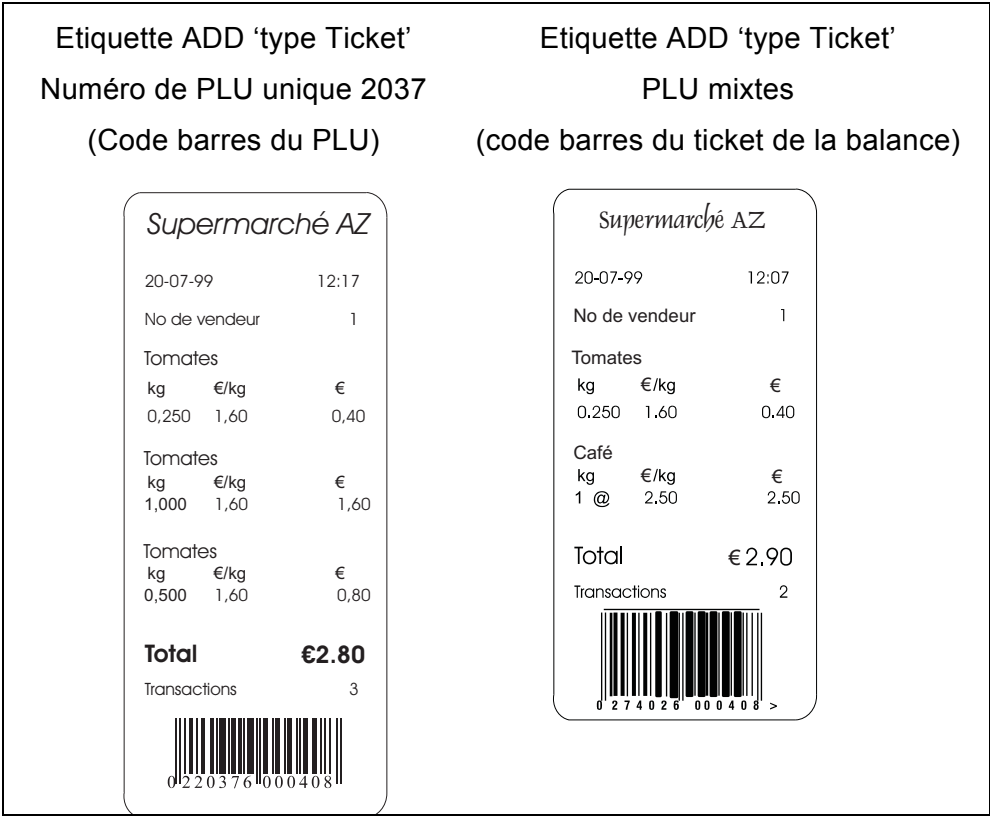 Etiquette ADD ‘type Ticket’
Numéro de PLU unique 2037
(Code barres du PLU)
Supermarché AZ
20-07-99 12:17
No de vendeur 1
Tomates
kg €/kg €
0,250 1,60 0,40
Tomates
kg €/kg €
1,000 1,60 1,60
Tomates
kg €/kg €
0,500 1,60 0,80
Total €2.80
Transactions 3
0 220376 000408
Etiquette ADD ‘type Ticket’
PLU mixtes
(code barres du ticket de la balance)
Supermarché AZ
20-07-99 12:07
No de vendeur 1
Tomates
kg €/kg €
0.250 1.60 0.40
Café
kg €/kg €
1 @ 2.50 2.50
Total € 2.90
Transactions 2
0 274026 000408 >